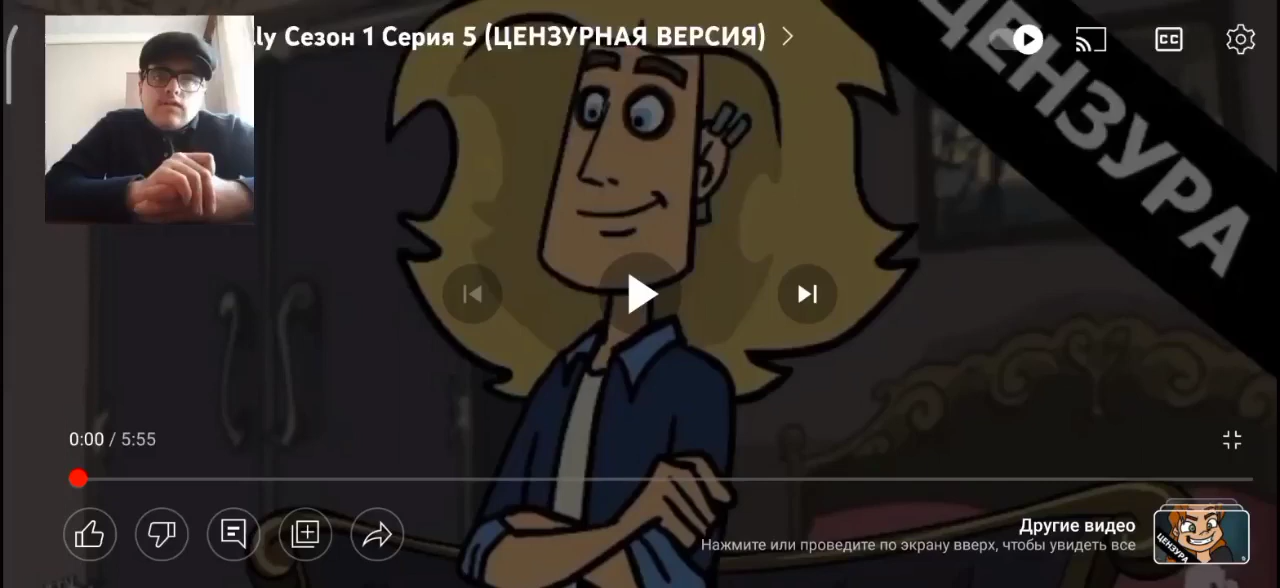 lly Сезон 1 Серия 5 (ЦЕНЗУРНАЯ ВЕРСИЯ)
CC
ЦЕНЗУРА
0:00 / 5:55
Другие видео
Нажмите или проведите по экрану вверх, чтобы увидеть все
ЦЕНЗУРА